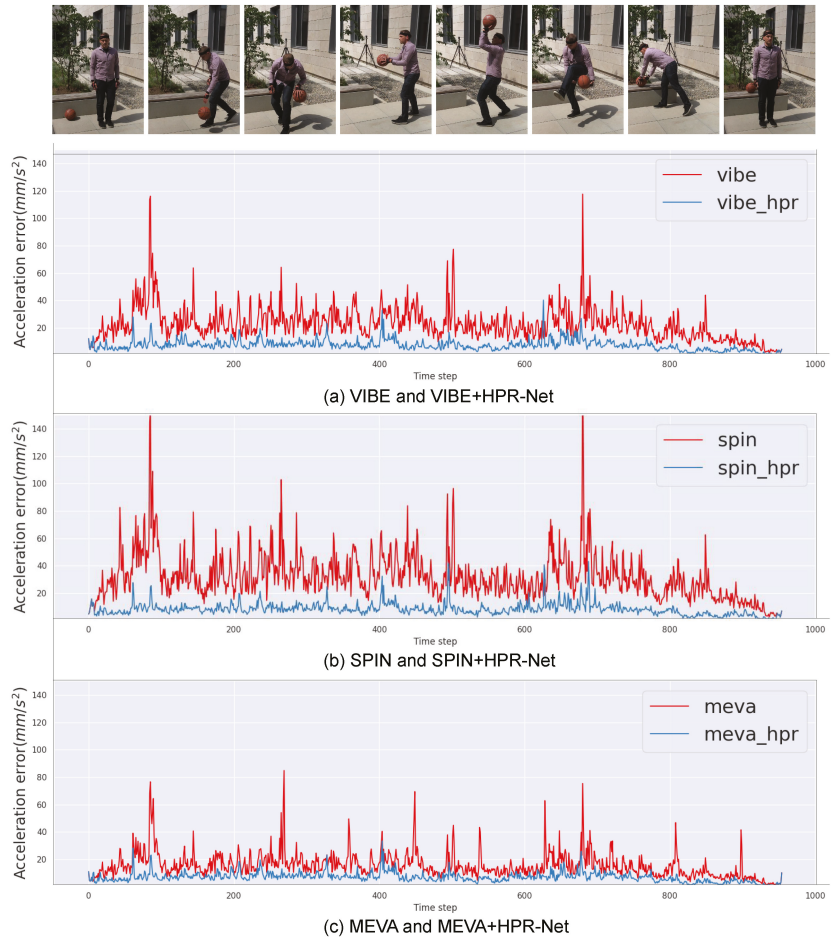 140
120
100
80
60
40
20
Acceleration error(mm/s²)
vibe
vibe_hpr
0
200
400
600
800
1000
Time step
(a) VIBE and VIBE+HPR-Net
140
120
100
80
60
40
20
Acceleration error(mm/s²)
spin
spin_hpr
0
200
400
600
800
1000
Time step
(b) SPIN and SPIN+HPR-Net
140
120
100
80
60
40
20
Acceleration error(mm/s²)
meva
meva_hpr
0
200
400
600
800
1000
(c) MEVA and MEVA+HPR-Net